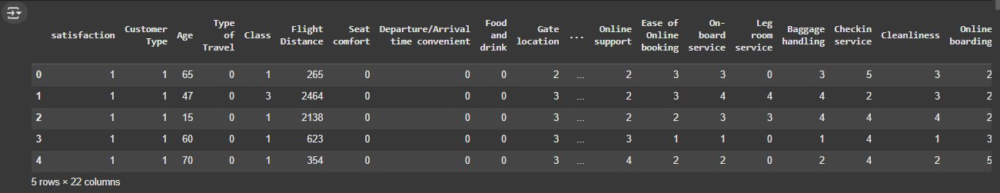 satisfaction Customer Type Age Type of Travel Class Flight Distance Seat comfort Departure/Arrival time convenient Food and drink Gate location ... Online support Ease of Online booking On-board service Leg room service Baggage handling Checkin service Cleanliness Online boarding
0 1 1 65 0 1 265 0 0 0 2 ... 2 3 3 0 3 5 3 2
1 1 1 47 0 3 2464 0 0 0 3 ... 2 3 4 4 4 2 3 2
2 1 1 15 0 1 2138 0 0 0 3 ... 2 2 3 3 4 4 4 2
3 1 1 60 0 1 623 0 0 0 3 ... 3 1 1 0 1 4 1 3
4 1 1 70 0 1 354 0 0 0 3 ... 4 2 2 0 2 4 2 5
5 rows × 22 columns